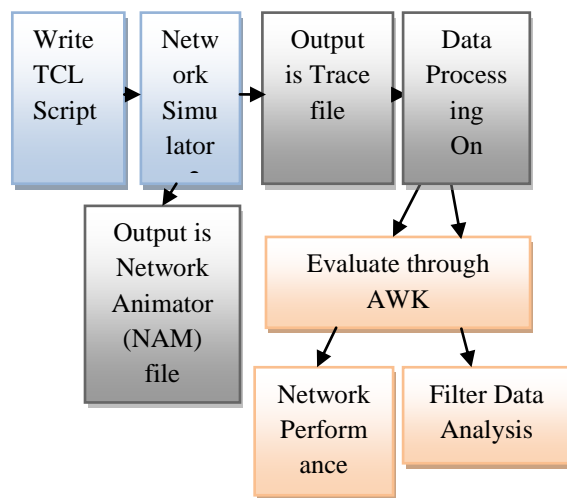 Write
TCL
Script
Netw
ork
Simu
lator
Output
is Trace
file
Data
Process
ing
On
Output is
Network
Animator
(NAM)
file
Evaluate through
AWK
Network
Perform
ance
Filter Data
Analysis